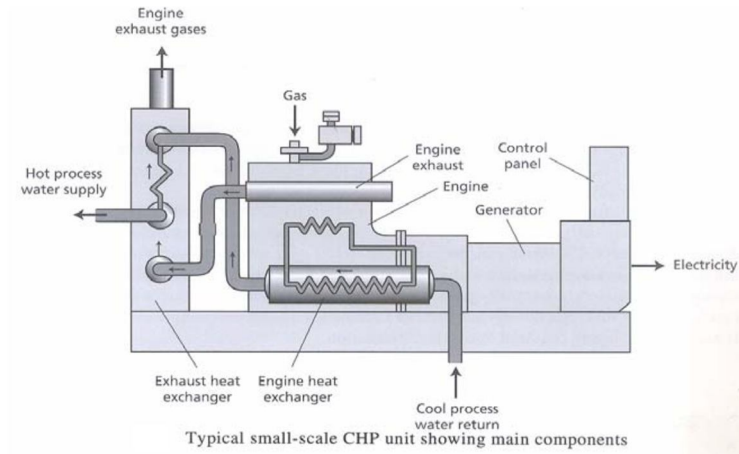 Engine
exhaust gases
Gas
Engine
exhaust
Control
panel
Hot process
water supply
Engine
Generator
Electricity
Exhaust heat
exchanger
Engine heat
exchanger
Cool process
water return
Typical small-scale CHP unit showing main components